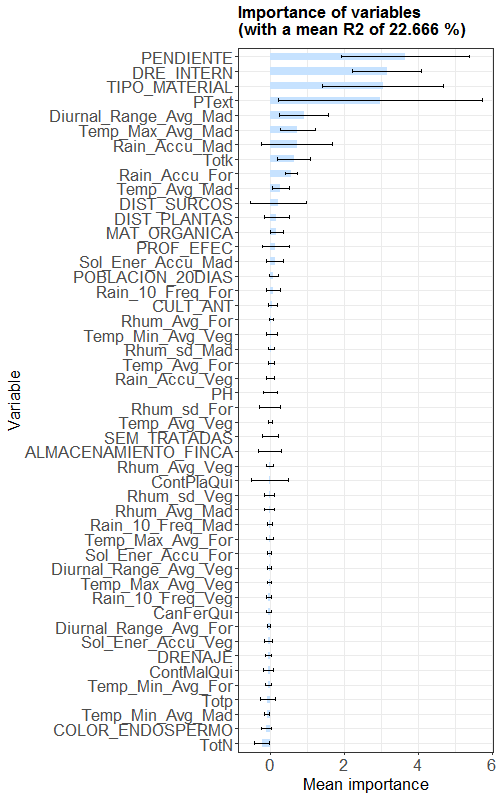 Importance of variables
(with a mean R2 of 22.666 %)
PENDIENTE
DRE_INTERN
TIPO_MATERIAL
PText
Diurnal_Range_Avg_Mad
Temp_Max_Avg_Mad
Rain_Accu_Mad
Totk
Rain_Accu_For
Temp_Avg_Mad
DIST_SURCOS
DIST_PLANTAS
MAT_ORGANICA
PROF_EFEC
Sol_Ener_Accu_Mad
POBLACION_20DIAS
Rain_10_Freq_For
CULT_ANT
Rhum_Avg_For
Temp_Min_Avg_Veg
Rhum_sd_Mad
Temp_Avg_For
Rain_Accu_Veg
PH
Rhum_sd_For
Temp_Avg_Veg
SEM_TRATADAS
ALMACENAMIENTO_FINCA
Rhum_Avg_Veg
ContPlaQui
Rhum_sd_Veg
Rhum_Avg_Mad
Rain_10_Freq_Mad
Temp_Max_Avg_For
Sol_Ener_Accu_For
Diurnal_Range_Avg_Veg
Temp_Max_Avg_Veg
Rain_10_Freq_Veg
CanFerQui
Diurnal_Range_Avg_For
Sol_Ener_Accu_Veg
DRENAJE
ContMalQui
Temp_Min_Avg_For
Totp
Temp_Min_Avg_Mad
COLOR_ENDOSPERMO
TotN
Variable
0 2 4 6
Mean importance